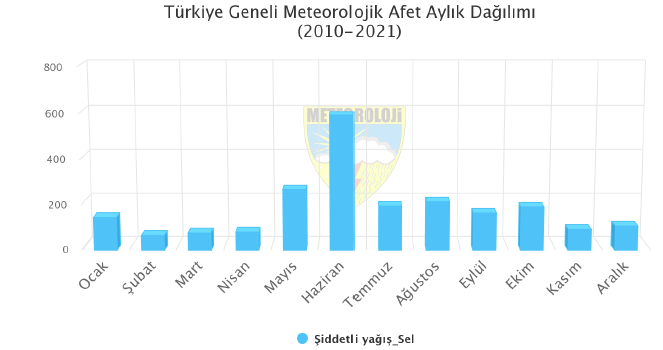 Türkiye Geneli Meteorolojik Afet Aylık Dağılımı
(2010-2021)
800
600
400
200
0
METEOROLOJİ
Ocak
Şubat
Mart
Nisan
Mayıs
Haziran
Temmuz
Ağustos
Eylül
Ekim
Kasım
Aralık
Şiddetli yağış_Sel